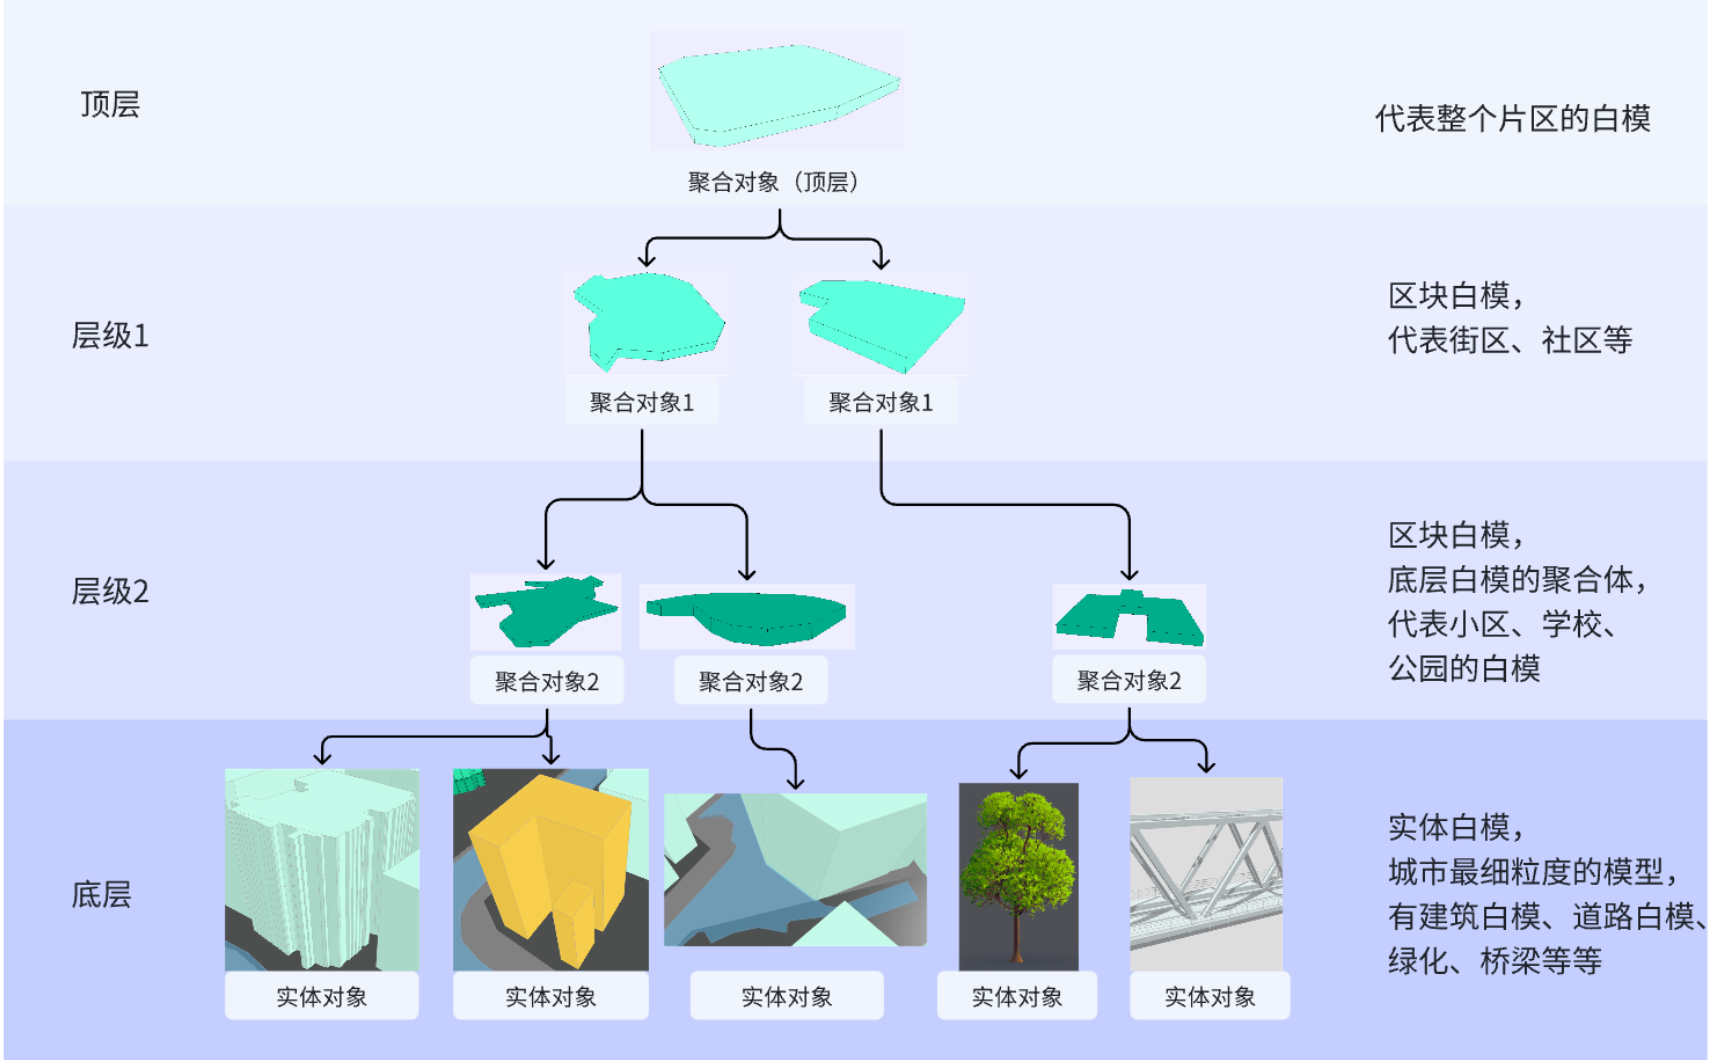 顶层
代表整个片区的白模
聚合对象（顶层）
层级1
区块白模，
代表街区、社区等
聚合对象1
聚合对象1
层级2
区块白模，
底层白模的聚合体，
代表小区、学校、
公园的白模
聚合对象2
聚合对象2
聚合对象2
底层
实体白模，
城市最细粒度的模型，
有建筑白模、道路白模、
绿化、桥梁等等
实体对象
实体对象
实体对象
实体对象
实体对象